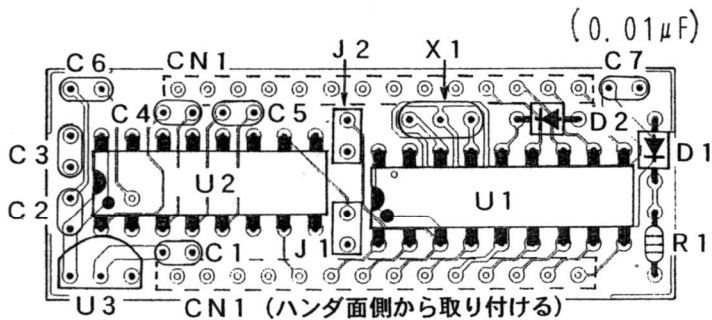 (0.01μF)
C6 CN1 J2 X1 C7
C4 C5 D2
C3 U2 U1 D1
C2
C1 J1 R1
U3 CN1 (ハンダ面側から取り付ける)